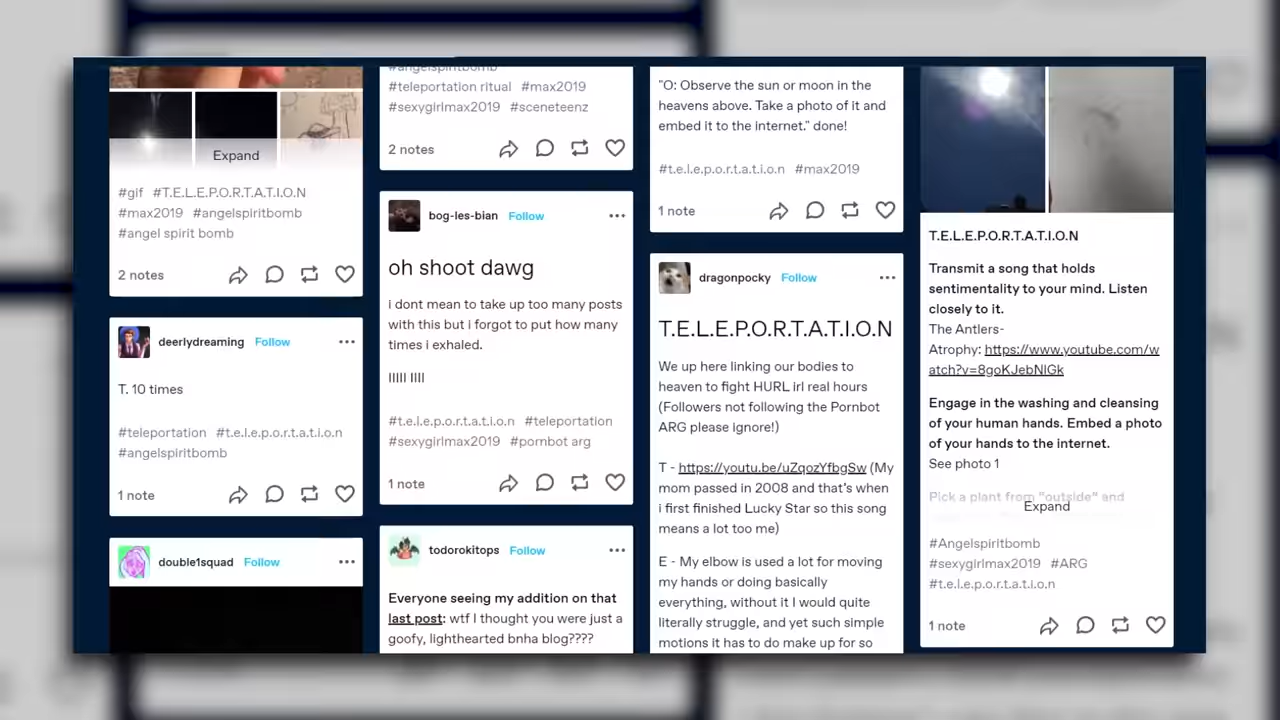 Expand
#gif #T.E.L.E.P.O.R.T.A.T.I.O.N
#max2019 #angelspiritbomb
#angel spirit bomb
2 notes
deerlydreaming Follow
T. 10 times
#teleportation #t.e.l.e.p.o.r.t.a.t.i.o.n
#angelspiritbomb
1 note
double1squad Follow
#angelspiritbomb
#teleportation ritual #max2019
#sexygirlmax2019 #sceneteenz
2 notes
bog-les-bian Follow
oh shoot dawg
i dont mean to take up too many posts
with this but i forgot to put how many
times i exhaled.
IIIII IIII
#t.e.l.e.p.o.r.t.a.t.i.o.n #teleportation
#sexygirlmax2019 #pornbot arg
1 note
todorokitops Follow
Everyone seeing my addition on that
last post: wtf I thought you were just a
goofy, lighthearted bnha blog????
"O: Observe the sun or moon in the
heavens above. Take a photo of it and
embed it to the internet." done!
#t.e.l.e.p.o.r.t.a.t.i.o.n #max2019
1 note
dragonpocky Follow
T.E.L.E.P.O.R.T.A.T.I.O.N
We up here linking our bodies to
heaven to fight HURL irl real hours
(Followers not following the Pornbot
ARG please ignore!)
T - https://youtu.be/uZqozYfbgSw (My
mom passed in 2008 and that's when
i first finished Lucky Star so this song
means a lot too me)
E - My elbow is used a lot for moving
my hands or doing basically
everything, without it I would quite
literally struggle, and yet such simple
motions it has to do make up for so
T.E.L.E.P.O.R.T.A.T.I.O.N
Transmit a song that holds
sentimentality to your mind. Listen
closely to it.
The Antlers-
Atrophy: https://www.youtube.com/w
atch?v=8goKJebNlGk
Engage in the washing and cleansing
of your human hands. Embed a photo
of your hands to the internet.
See photo 1
Pick a plant from "outside" and
Expand
#Angelspiritbomb
#sexygirlmax2019 #ARG
#t.e.l.e.p.o.r.t.a.t.i.o.n
1 note